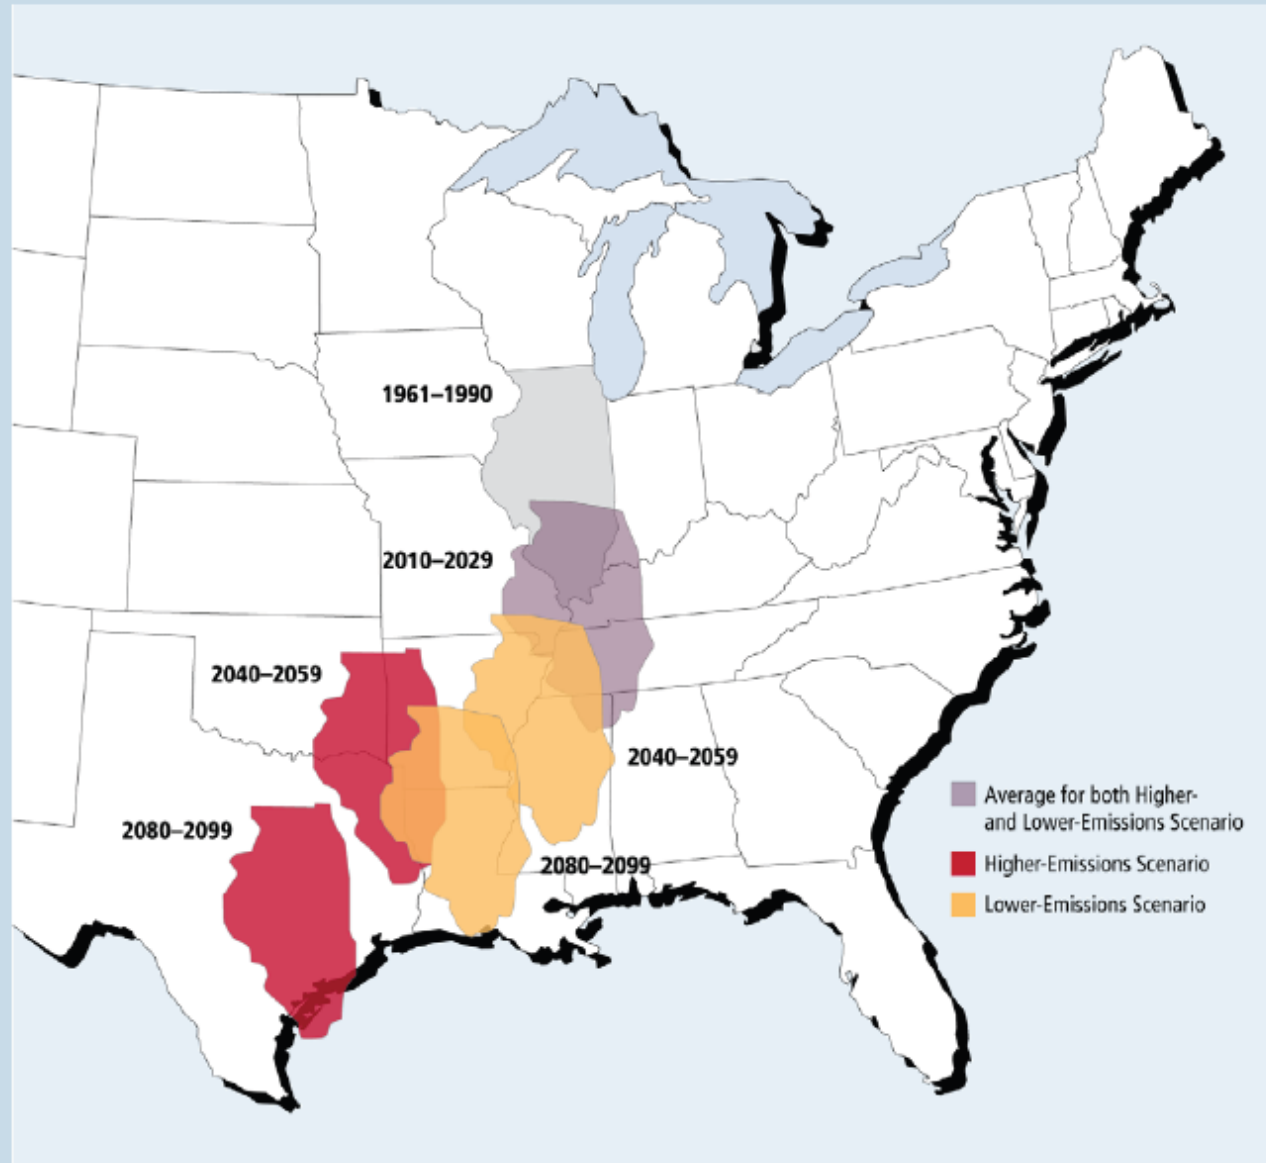 1961–1990
2010–2029
2040–2059
2040–2059
2080–2099
2080–2099
Average for both Higher-
and Lower-Emissions Scenario
Higher-Emissions Scenario
Lower-Emissions Scenario